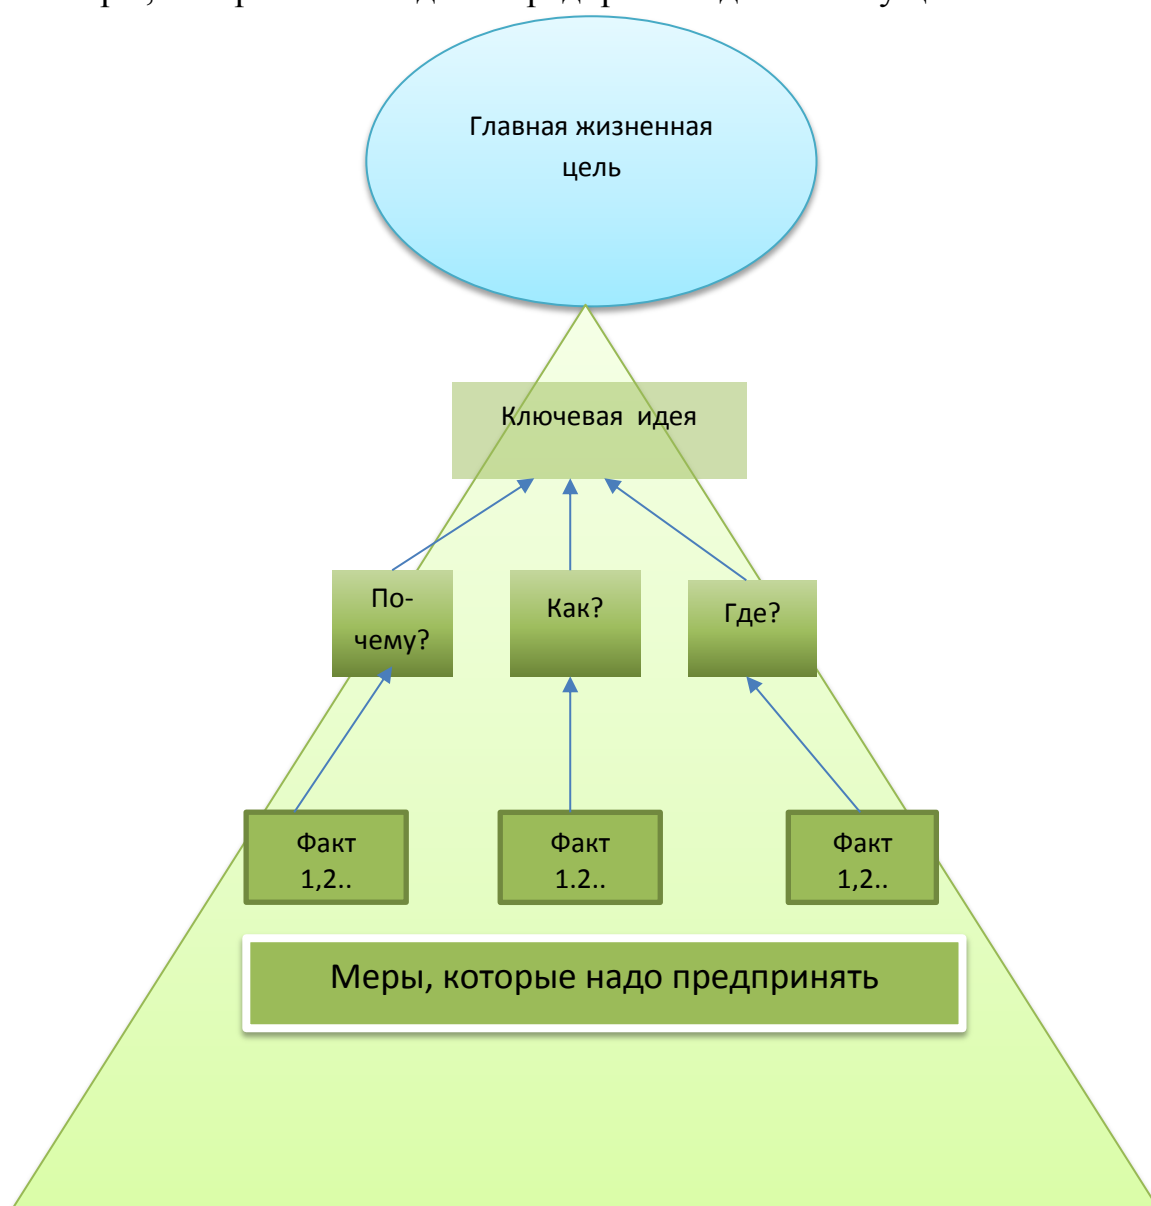 Главная жизненная
цель
Ключевая идея
По-
чему?
Как?
Где?
Факт
1,2..
Факт
1.2..
Факт
1,2..
Меры, которые надо предпринять